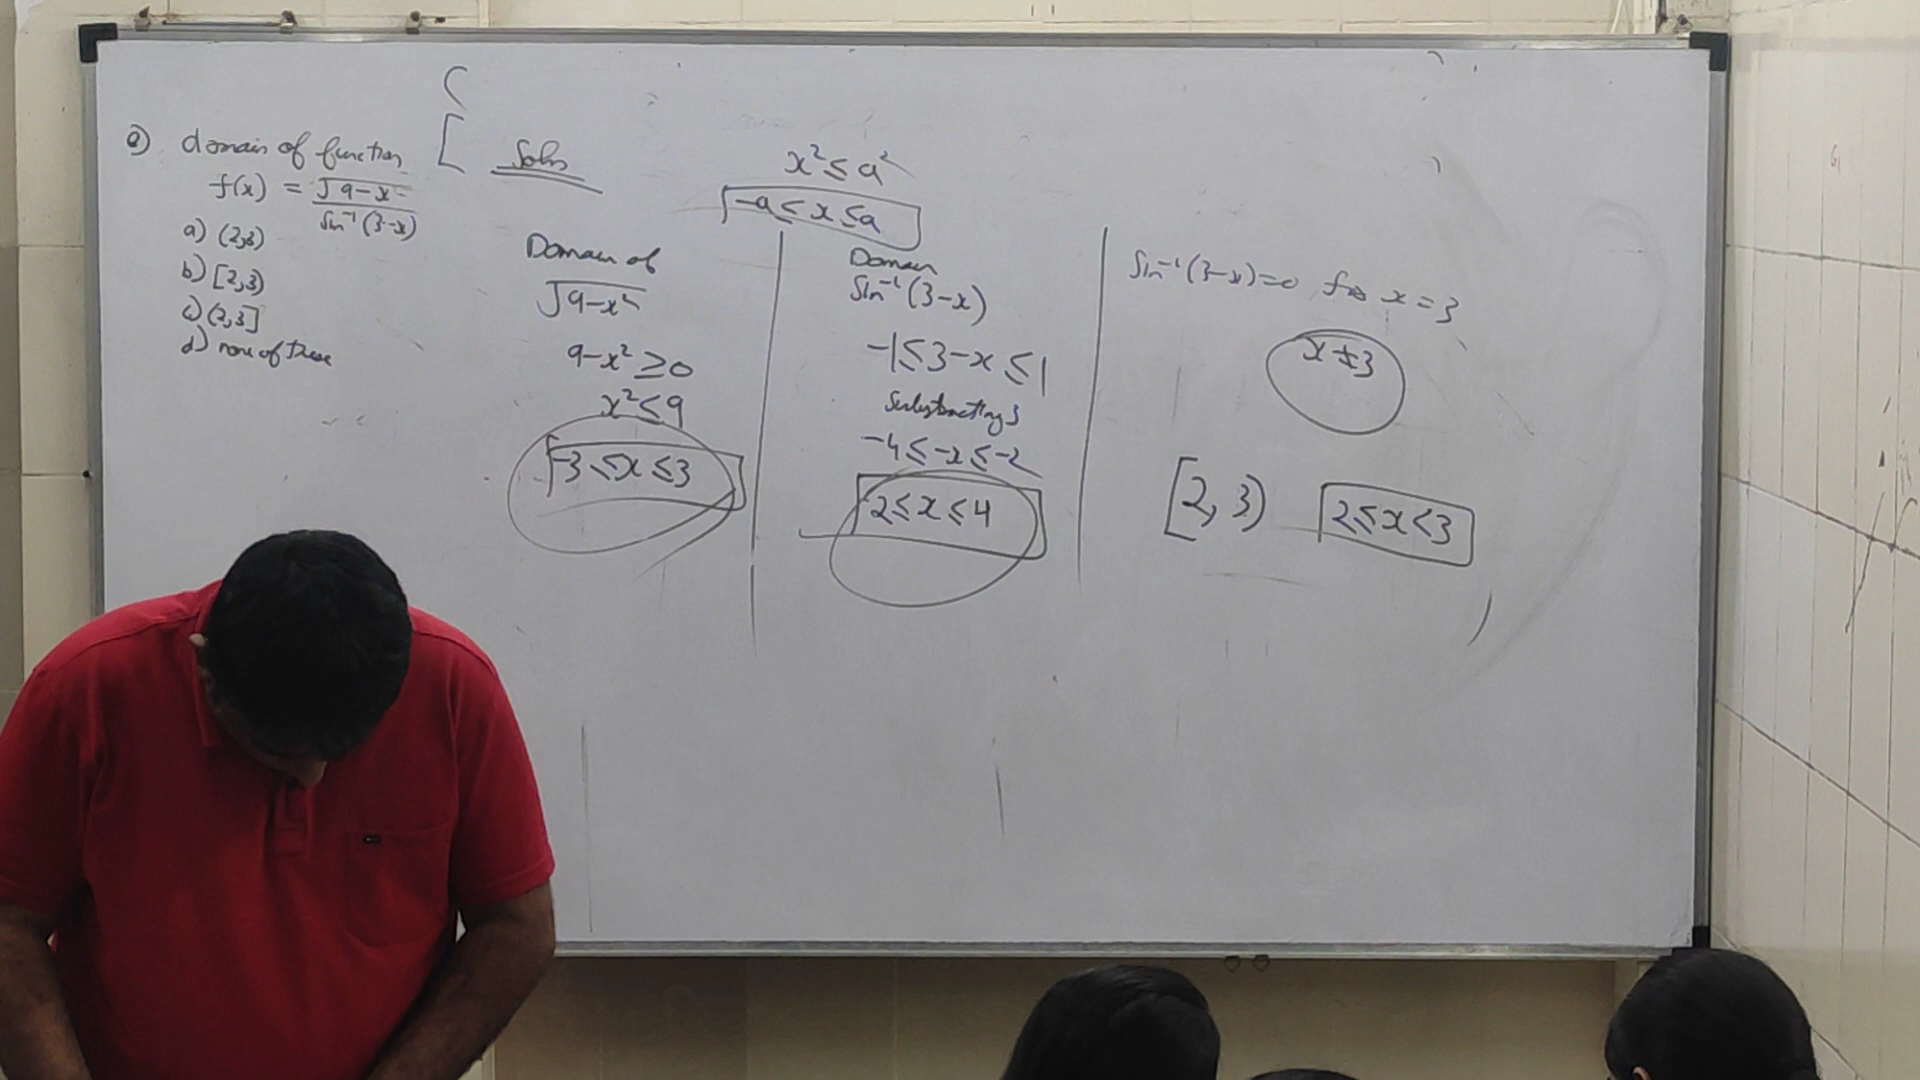 Q) domain of function
f(x) = √9-x² / Sin⁻¹(3-x)
a) (2,3)
b) [2,3)
c) (2,3]
d) none of these
(
[
Soln
x² ≤ a²
-a ≤ x ≤ a
Domain of
√9-x²
9-x² ≥ 0
x² ≤ 9
-3 ≤ x ≤ 3
Domain
Sin⁻¹(3-x)
-1 ≤ 3-x ≤ 1
Substracting 3
-4 ≤ -x ≤ -2
2 ≤ x ≤ 4
Sin⁻¹(3-x)=0 for x = 3
x ≠ 3
[2, 3) 2 ≤ x < 3